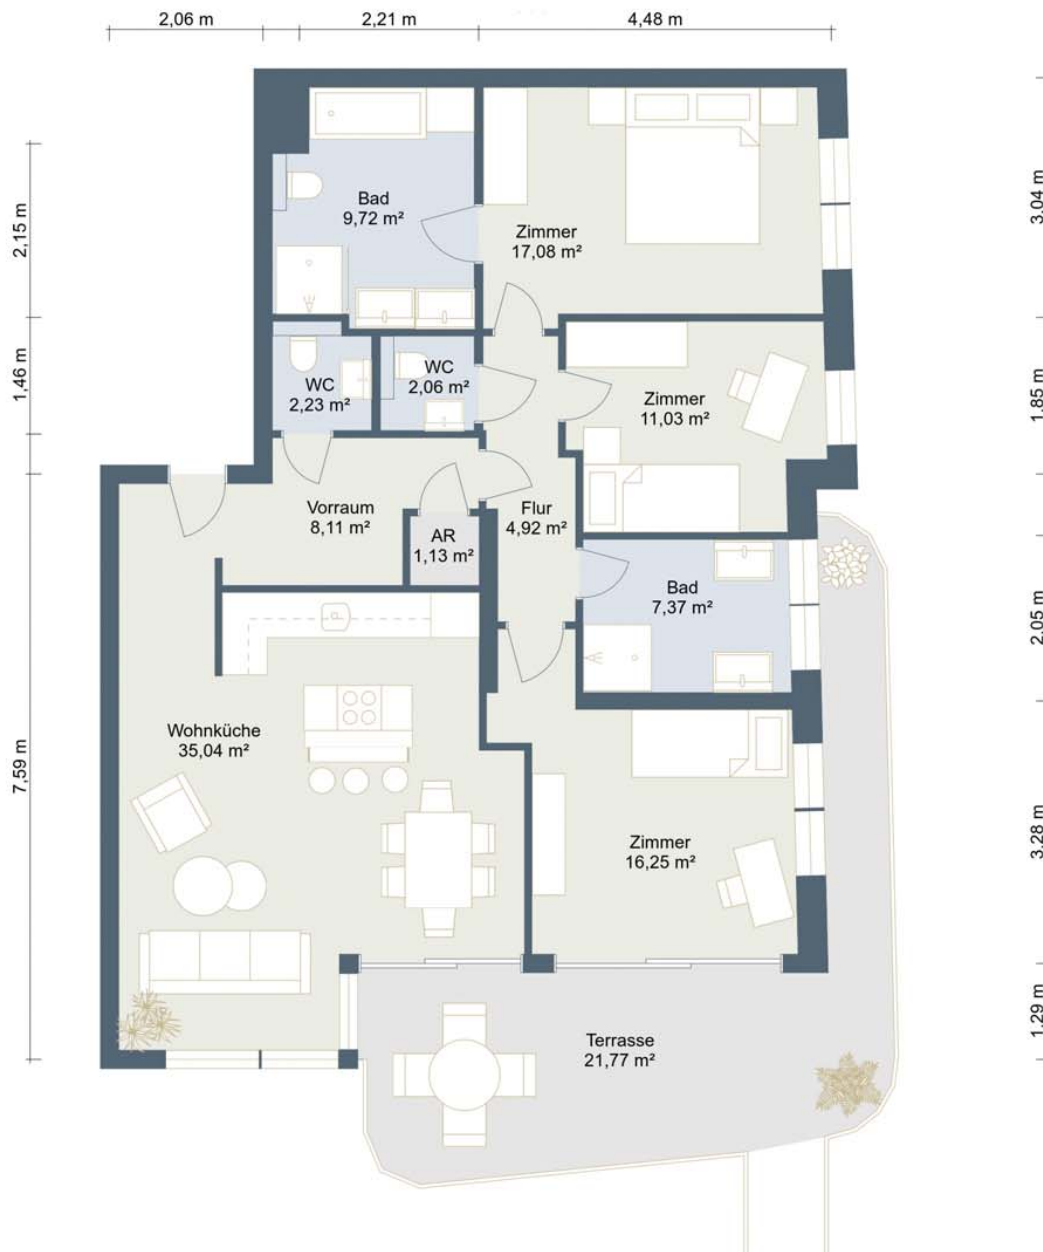 2,06 m
2,21 m
4,48 m
2,15 m
1,46 m
7,59 m
3.04 m
1.85 m
2.05 m
3.28 m
1.29 m
Bad
9,72 m²
Zimmer
17,08 m²
WC
2,23 m²
WC
2,06 m²
Zimmer
11,03 m²
Vorraum
8,11 m²
AR
1,13 m²
Flur
4,92 m²
Bad
7,37 m²
Wohnküche
35,04 m²
Zimmer
16,25 m²
Terrasse
21,77 m²